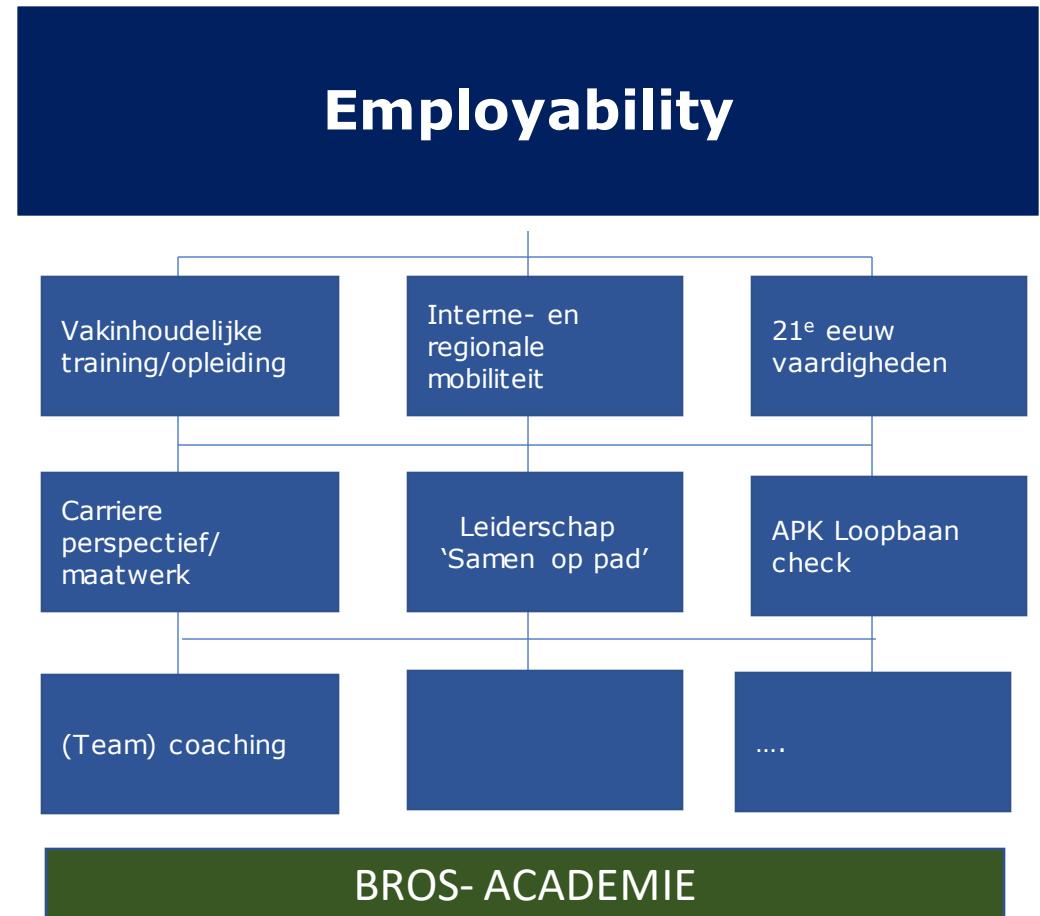 Employability
Vakinhoudelijke
training/opleiding
Interne- en
regionale
mobiliteit
21e eeuw
vaardigheden
Carriere
perspectief/
maatwerk
Leiderschap
‘Samen op pad’
APK Loopbaan
check
(Team) coaching
….
BROS- ACADEMIE